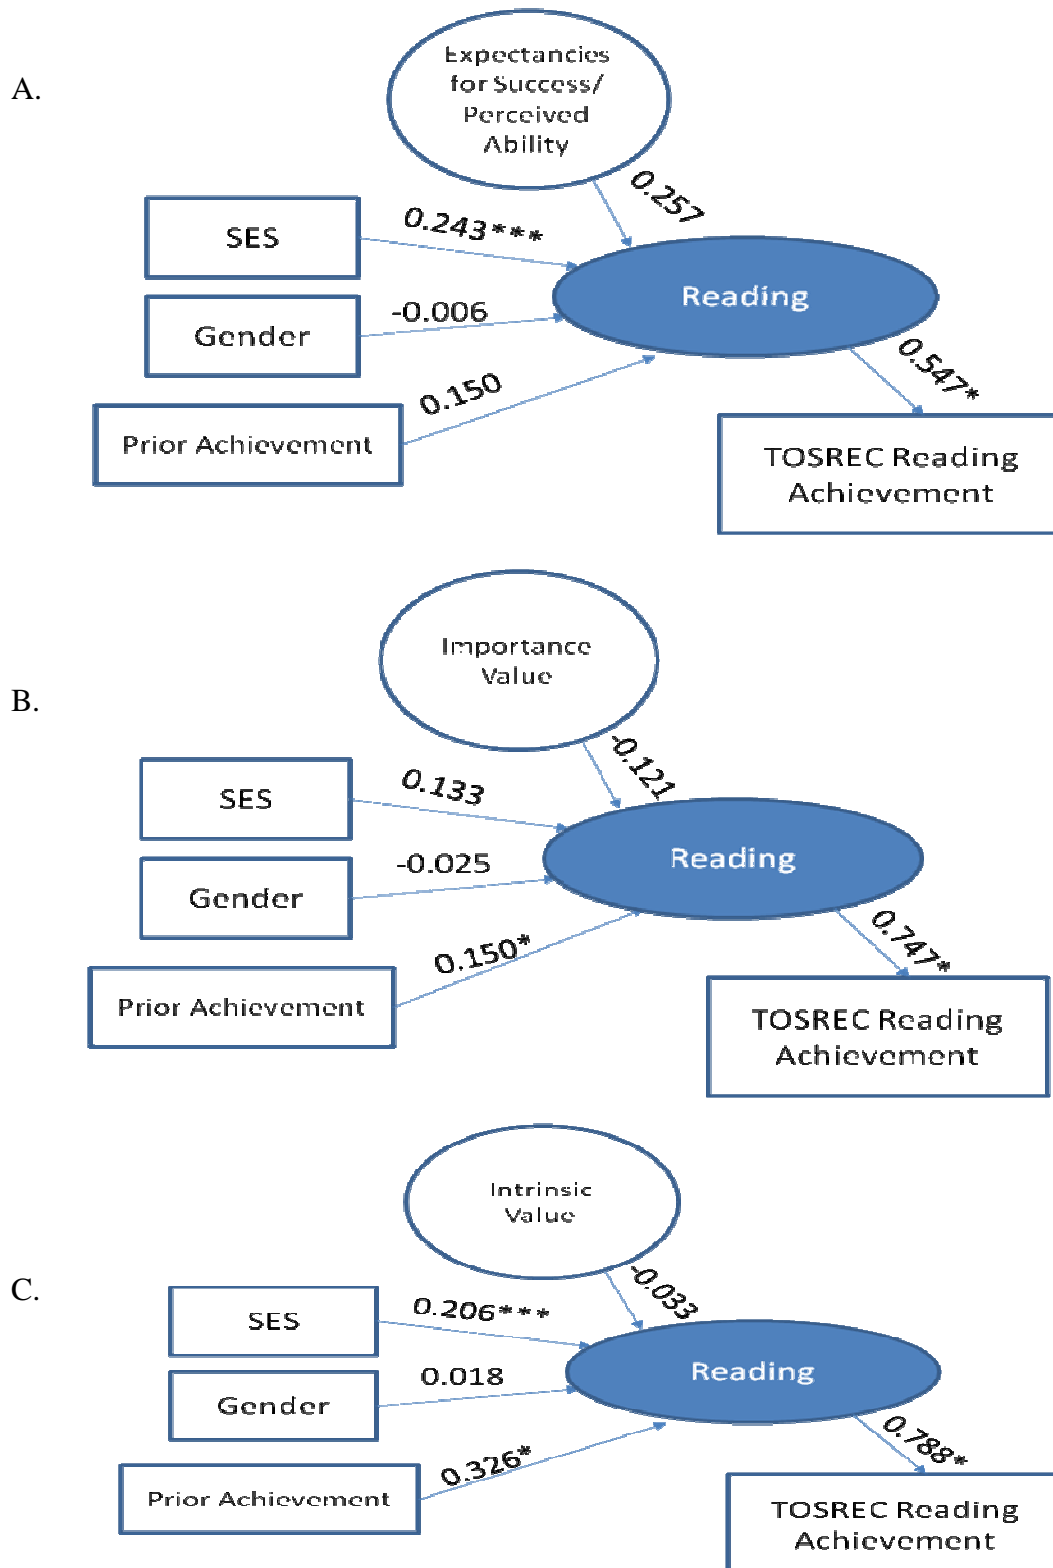 A.
Expectancies
for Success/
Perceived
Ability
0.257
SES
0.243***
Reading
Gender
-0.006
0.547*
Prior Achievement
0.150
TOSREC Reading
Achievement
B.
Importance
Value
-0.121
SES
0.133
Reading
Gender
-0.025
0.747*
Prior Achievement
0.150*
TOSREC Reading
Achievement
C.
Intrinsic
Value
-0.033
SES
0.206***
Reading
Gender
0.018
0.788*
Prior Achievement
0.326*
TOSREC Reading
Achievement